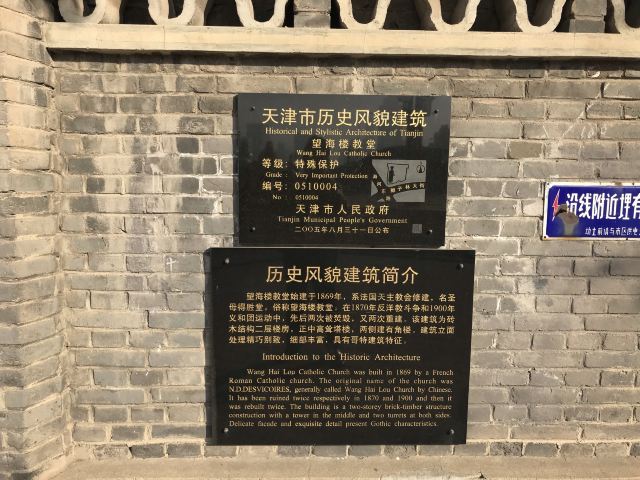 天津市历史风貌建筑
Historical and Stylistic Architecture of Tianjin
望海楼教堂
Wang Hai Lou Catholic Church
等级：特殊保护
Grade: Very Important Protection
编号：0510004
No: 0510004
天津市人民政府
Tianjin Municipal People's Government
二〇〇五年八月三十一日公布
沿线附近埋有
历史风貌建筑简介
望海楼教堂始建于1869年，系法国天主教会修建，名圣
母得胜堂，俗称望海楼教堂。在1870年反洋教斗争和1900年
义和团运动中，先后两次被焚毁，又两次重建。该建筑为砖
木结构二层楼房，正中高耸塔楼，两侧建有角楼，建筑立面
处理精巧别致，细部丰富，具有哥特建筑特征。
Introduction to the Historic Architecture
Wang Hai Lou Catholic Church was built in 1869 by a French
Roman Catholic church. The original name of the church was
N.D.DESVICOIRES, generally called Wang Hai Lou Church by Chinese.
It has been ruined twice respectively in 1870 and 1900 and then it
was rebuilt twice. The building is a two-storey brick-timber structure
construction with a tower in the middle and two turrets at both sides.
Delicate facade and exquisite detail present Gothic characteristics.